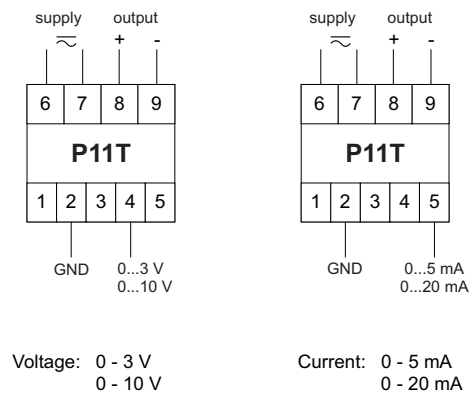 supply output
+ -
6 7 8 9
P11T
1 2 3 4 5
GND 0...3 V
0...10 V
Voltage: 0 - 3 V
0 - 10 V
supply output
+ -
6 7 8 9
P11T
1 2 3 4 5
GND 0...5 mA
0...20 mA
Current: 0 - 5 mA
0 - 20 mA